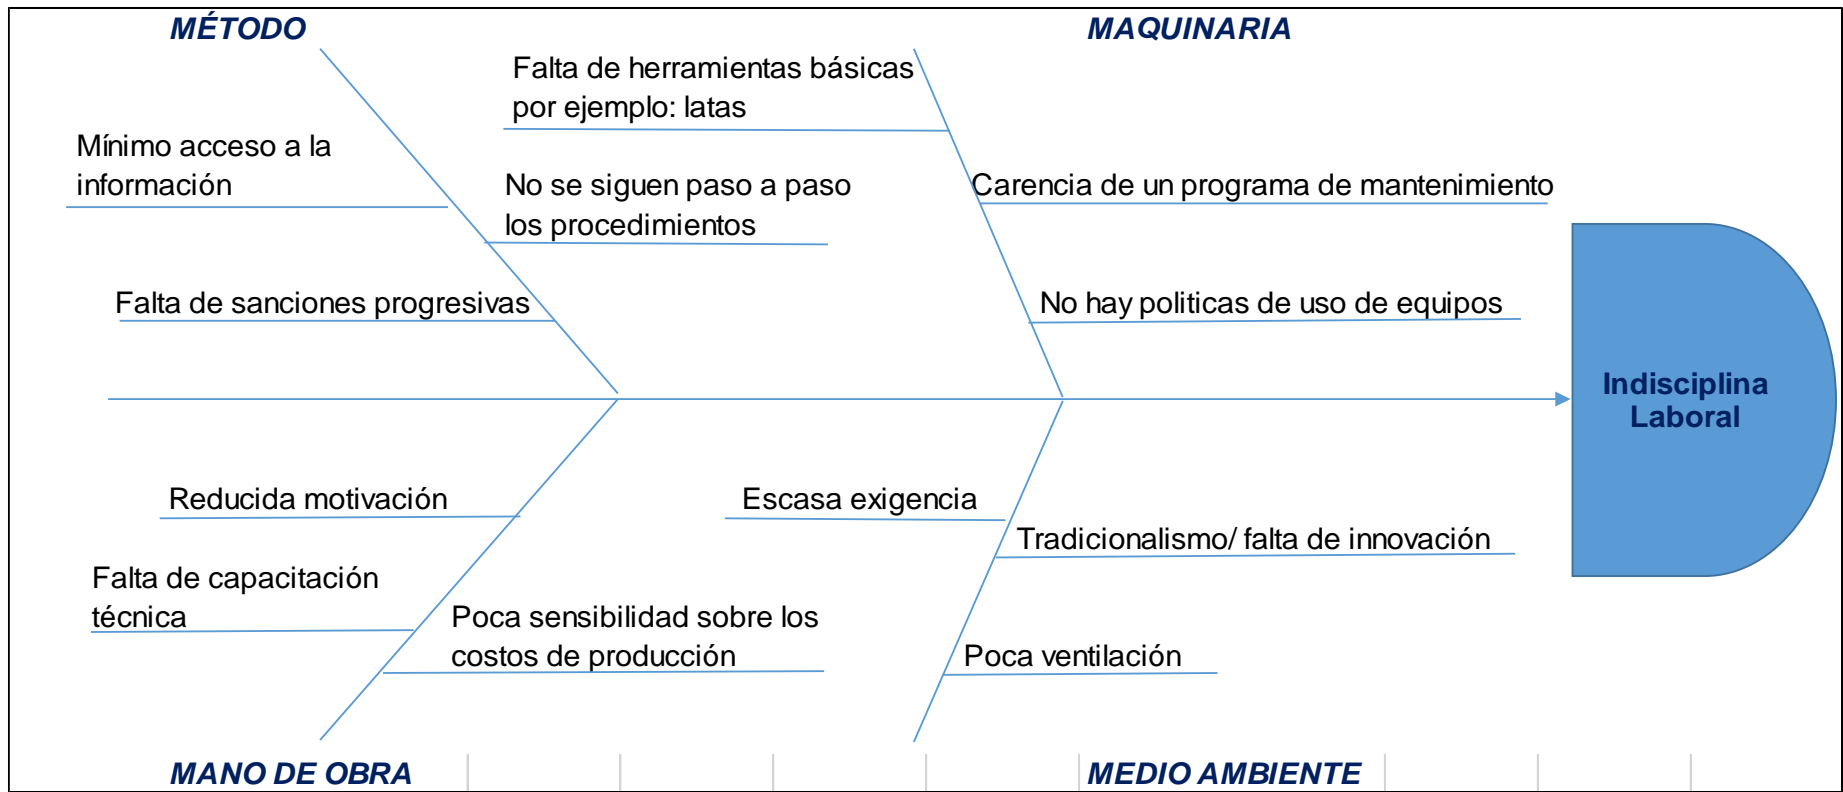 MÉTODO
MAQUINARIA
Falta de herramientas básicas
por ejemplo: latas
Mínimo acceso a la
información
No se siguen paso a paso
los procedimientos
Carencia de un programa de mantenimiento
Falta de sanciones progresivas
No hay politicas de uso de equipos
Indisciplina
Laboral
Reducida motivación
Escasa exigencia
Tradicionalismo/ falta de innovación
Falta de capacitación
técnica
Poca sensibilidad sobre los
costos de producción
Poca ventilación
MANO DE OBRA
MEDIO AMBIENTE